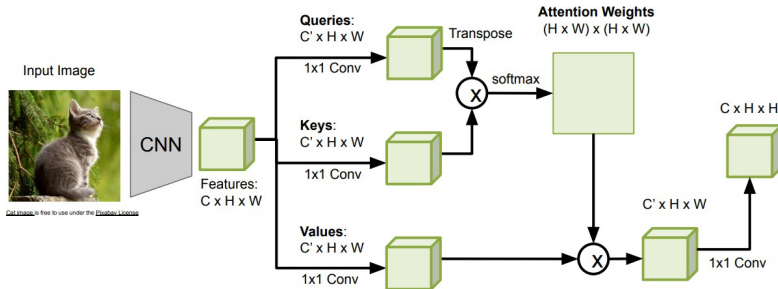 Input Image
CNN
Features:
C x H x W
Cat image is free to use under the Pixabay License
Queries:
C' x H x W
1x1 Conv
Transpose
Keys:
C' x H x W
1x1 Conv
Values:
C' x H x W
1x1 Conv
X
softmax
Attention Weights
(H x W) x (H x W)
X
C' x H x W
1x1 Conv
C x H x H